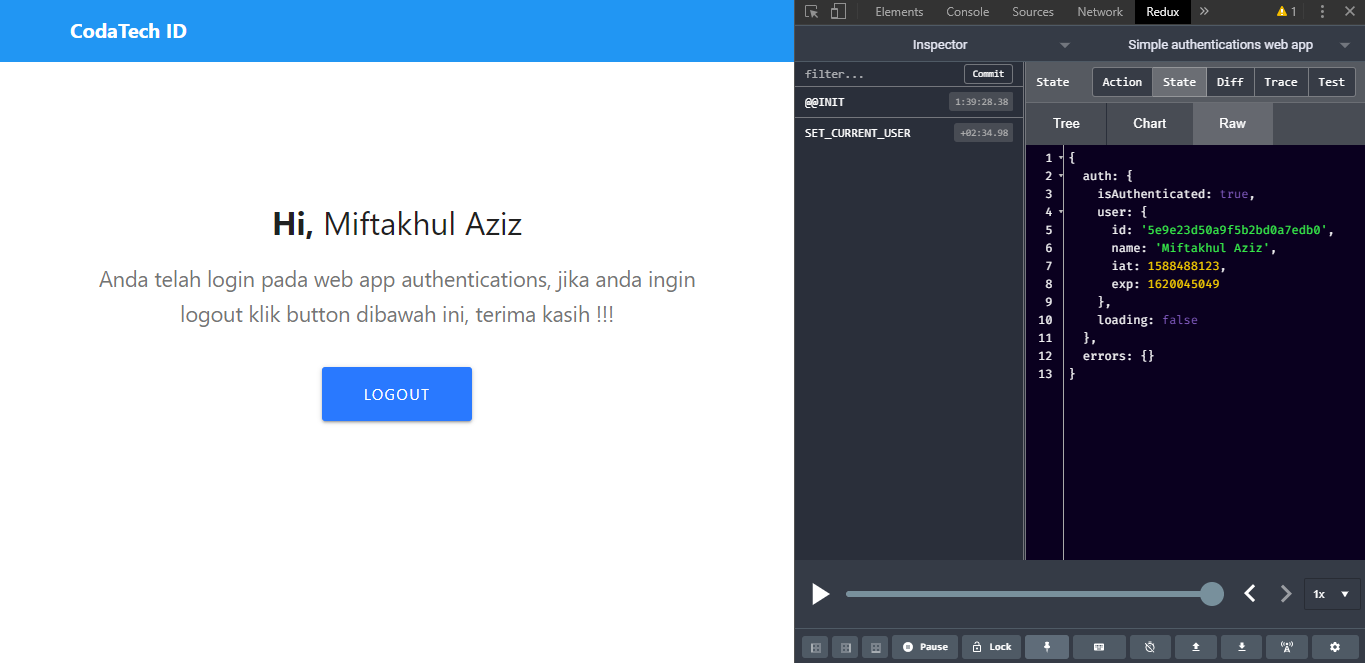 CodaTech ID
Hi, Miftakhul Aziz
Anda telah login pada web app authentications, jika anda ingin
logout klik button dibawah ini, terima kasih !!!
LOGOUT
Elements Console Sources Network Redux » 1
Inspector Simple authentications web app
filter... Commit
@@INIT 1:39:28.38
SET_CURRENT_USER +02:34.98
State Action State Diff Trace Test
Tree Chart Raw
1 {
2 auth: {
3 isAuthenticated: true,
4 user: {
5 id: '5e9e23d50a9f5b2bd0a7edb0',
6 name: 'Miftakhul Aziz',
7 iat: 1588488123,
8 exp: 1620045049
9 },
10 loading: false
11 },
12 errors: {}
13 }
1x
Pause Lock